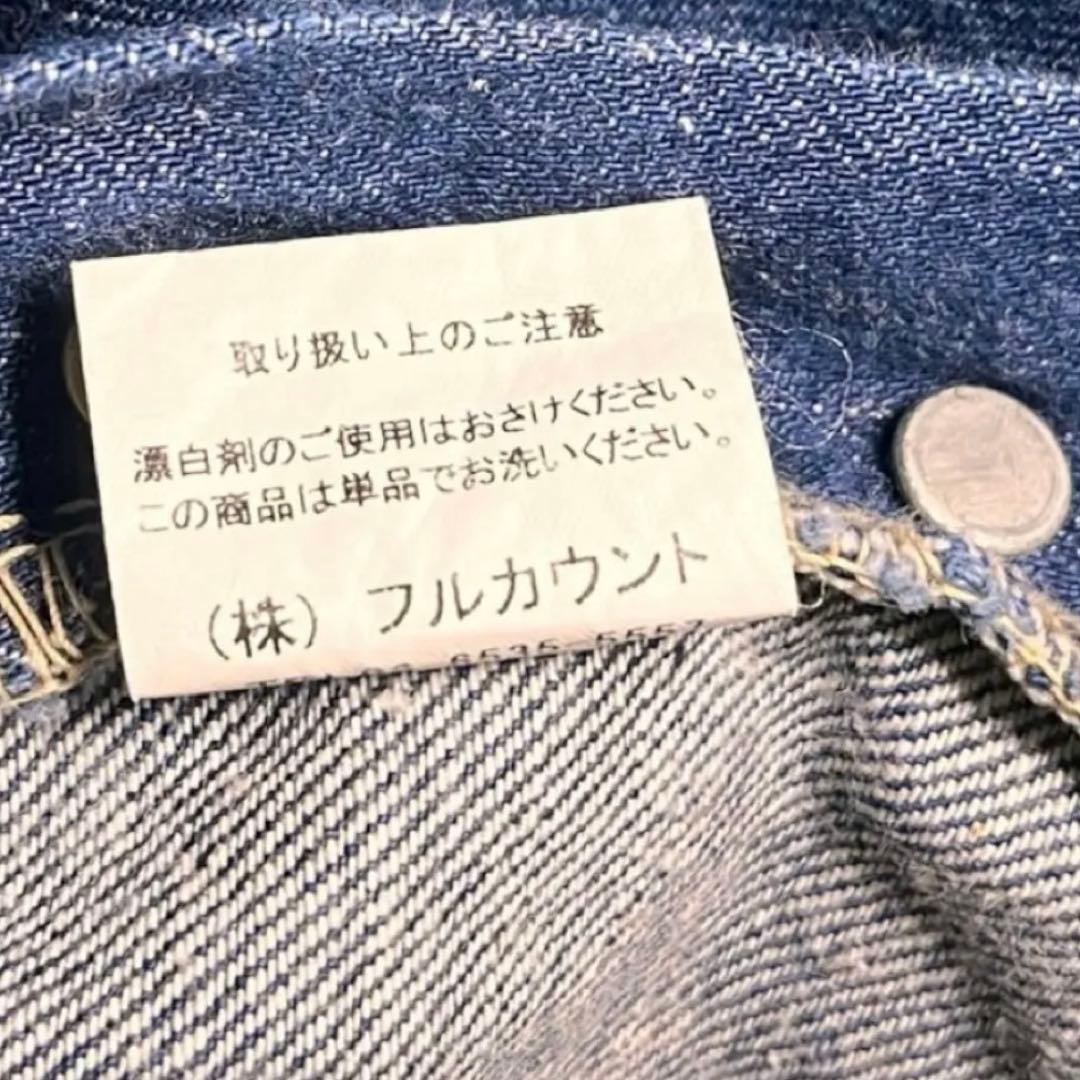 取り扱い上のご注意
漂白剤のご使用はおさけください。
この商品は単品でお洗いください。
(株) フルカウント